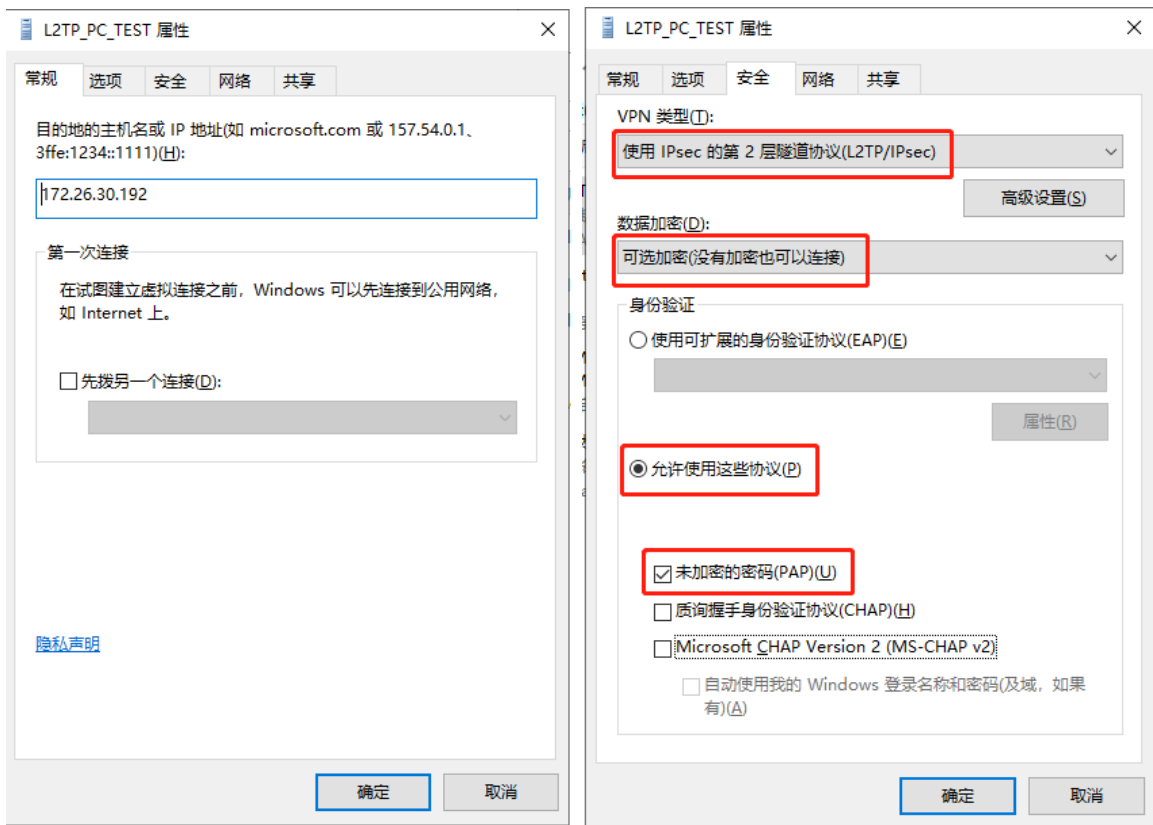 L2TP_PC_TEST 属性
常规
选项
安全
网络
共享
目的地的主机名或 IP 地址(如 microsoft.com 或 157.54.0.1、
3ffe:1234::1111)(H):
172.26.30.192
第一次连接
在试图建立虚拟连接之前，Windows 可以先连接到公用网络，
如 Internet 上。
先拨另一个连接(D):
隐私声明
确定
取消
L2TP_PC_TEST 属性
常规
选项
安全
网络
共享
VPN 类型(T):
使用 IPsec 的第 2 层隧道协议(L2TP/IPsec)
高级设置(S)
数据加密(D):
可选加密(没有加密也可以连接)
身份验证
使用可扩展的身份验证协议(EAP)(E)
属性(R)
允许使用这些协议(P)
未加密的密码(PAP)(U)
质询握手身份验证协议(CHAP)(H)
Microsoft CHAP Version 2 (MS-CHAP v2)
自动使用我的 Windows 登录名称和密码(及域，如果
有)(A)
确定
取消